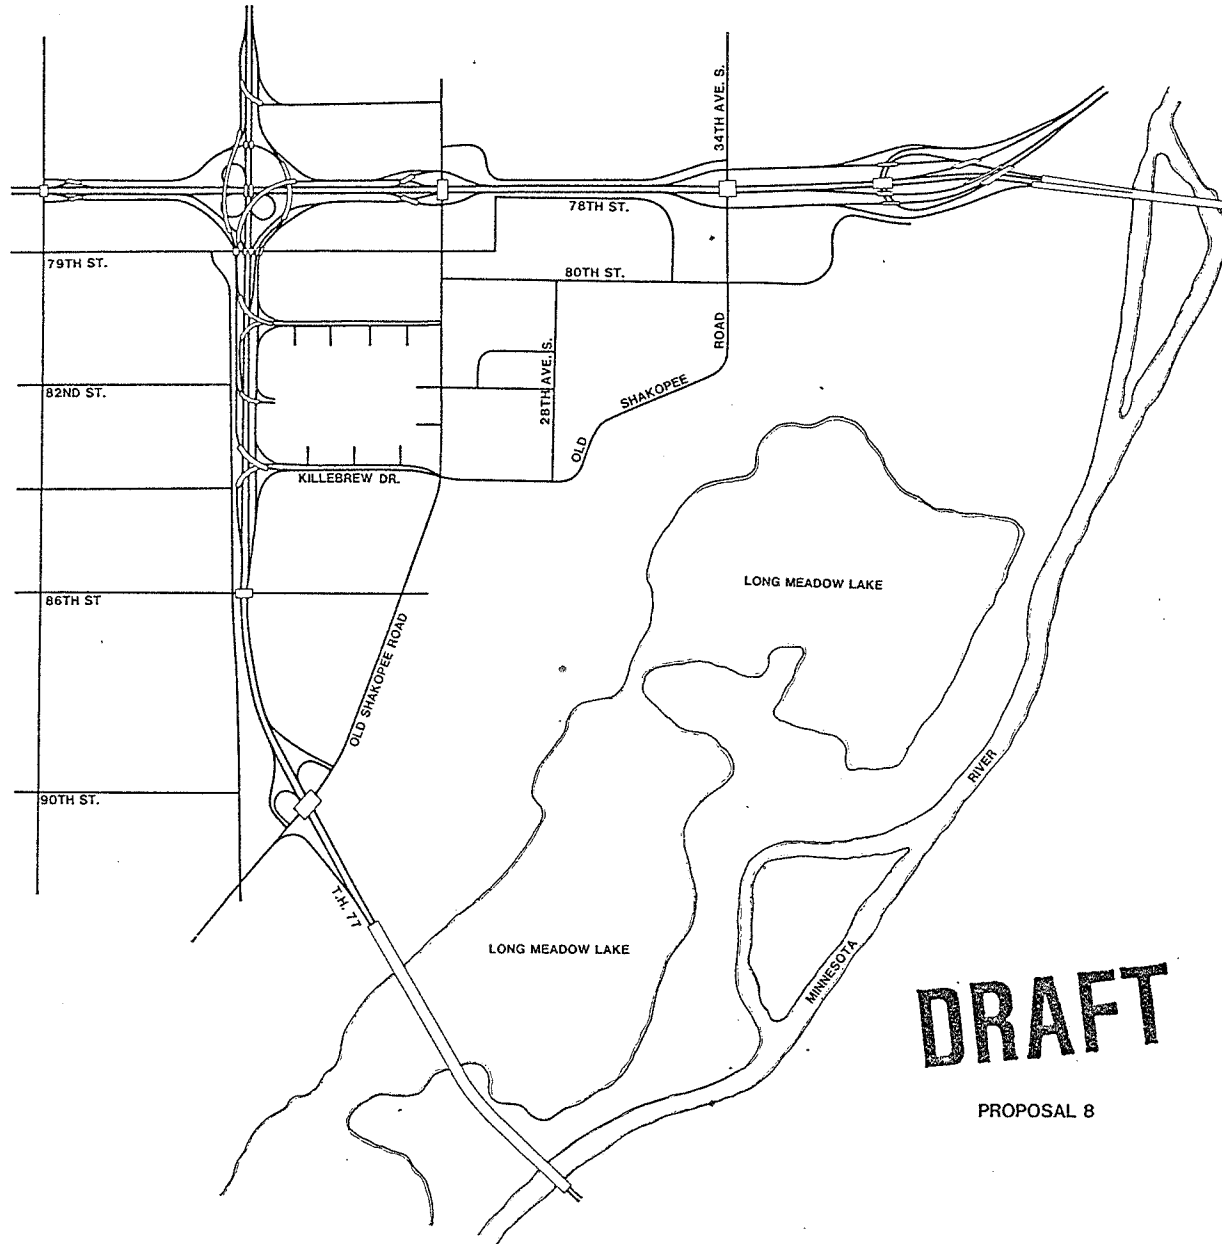 34TH AVE. S.
78TH ST.
79TH ST.
80TH ST.
ROAD
28TH AVE. S.
SHAKOPEE
82ND ST.
OLD
KILLEBREW DR.
LONG MEADOW LAKE
86TH ST
OLD SHAKOPEE ROAD
RIVER
90TH ST.
T.H. 77
LONG MEADOW LAKE
MINNESOTA
DRAFT
PROPOSAL 8